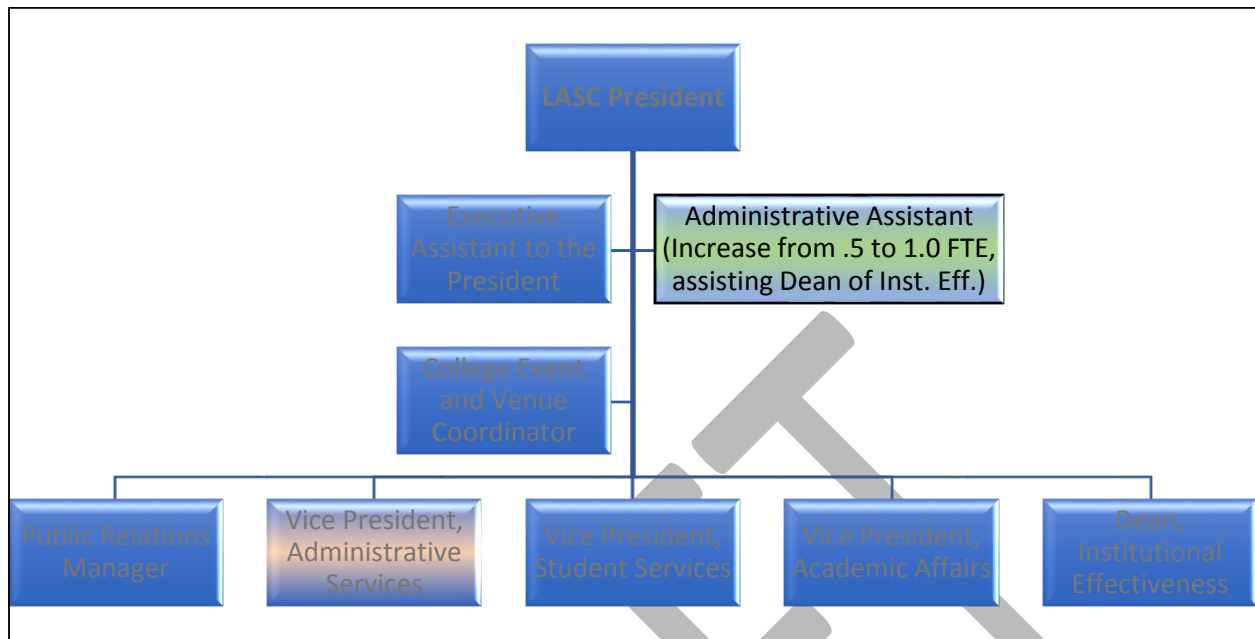 LASC President
Executive
Assistant to the
President
Administrative Assistant
(Increase from .5 to 1.0 FTE,
assisting Dean of Inst. Eff.)
College Event
and Venue
Coordinator
Public Relations
Manager
Vice President,
Administrative
Services
Vice President,
Student Services
Vice President,
Academic Affairs
Dean,
Institutional
Effectiveness